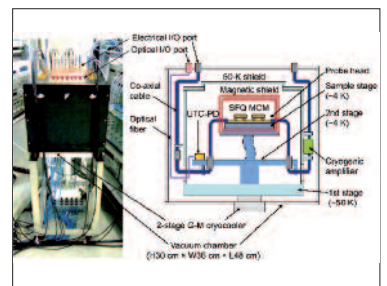 Electrical I/O port
Optical I/O port
Co-axial
cable
Optical
fiber
UTC-PD
50-K shield
Magnetic shield
SFQ MCM
Probe head
Sample stage
(~4 K)
2nd stage
(~4 K)
Cryogenic
amplifier
1st stage
(~50 K)
2-stage G-M cryocooler
Vacuum chamber
(H30 cm × W36 cm × L48 cm)